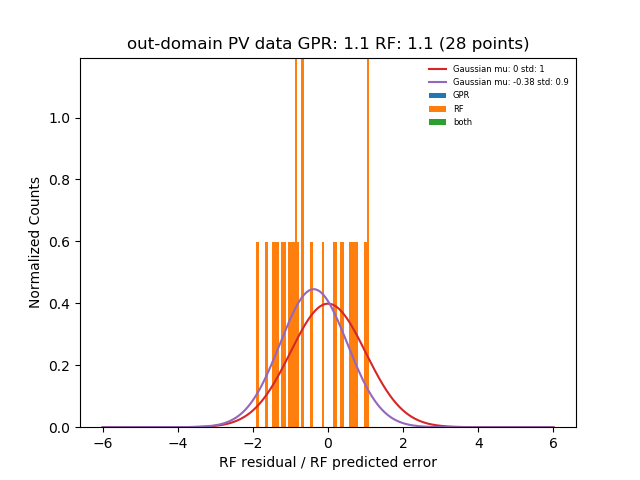 out-domain PV data GPR: 1.1 RF: 1.1 (28 points)
Gaussian mu: 0 std: 1
Gaussian mu: -0.38 std: 0.9
GPR
RF
both
1.0
0.8
0.6
0.4
0.2
0.0
Normalized Counts
−6 −4 −2 0 2 4 6
RF residual / RF predicted error